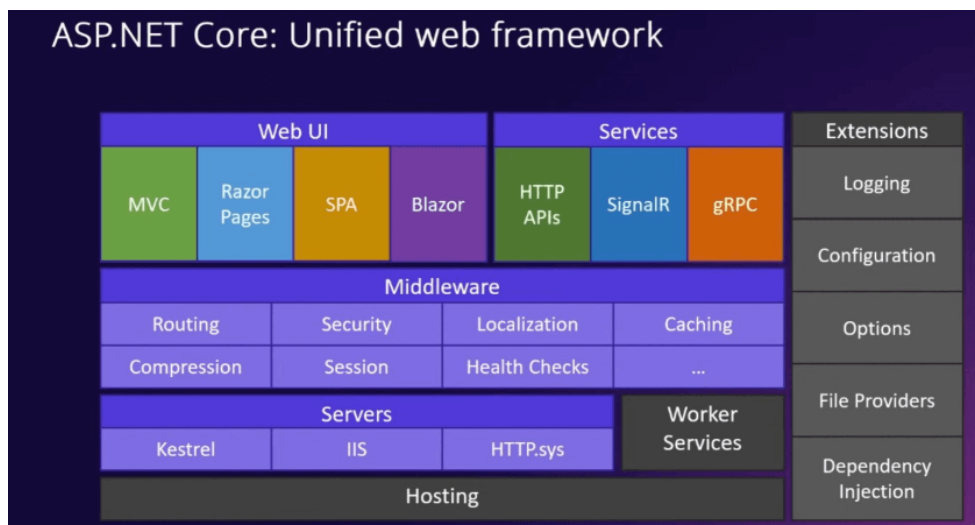 ASP.NET Core: Unified web framework
Web UI
MVC
Razor
Pages
SPA
Blazor
Services
HTTP
APIs
SignalR
gRPC
Middleware
Routing
Security
Localization
Caching
Compression
Session
Health Checks
...
Servers
Kestrel
IIS
HTTP.sys
Worker
Services
Hosting
Extensions
Logging
Configuration
Options
File Providers
Dependency
Injection